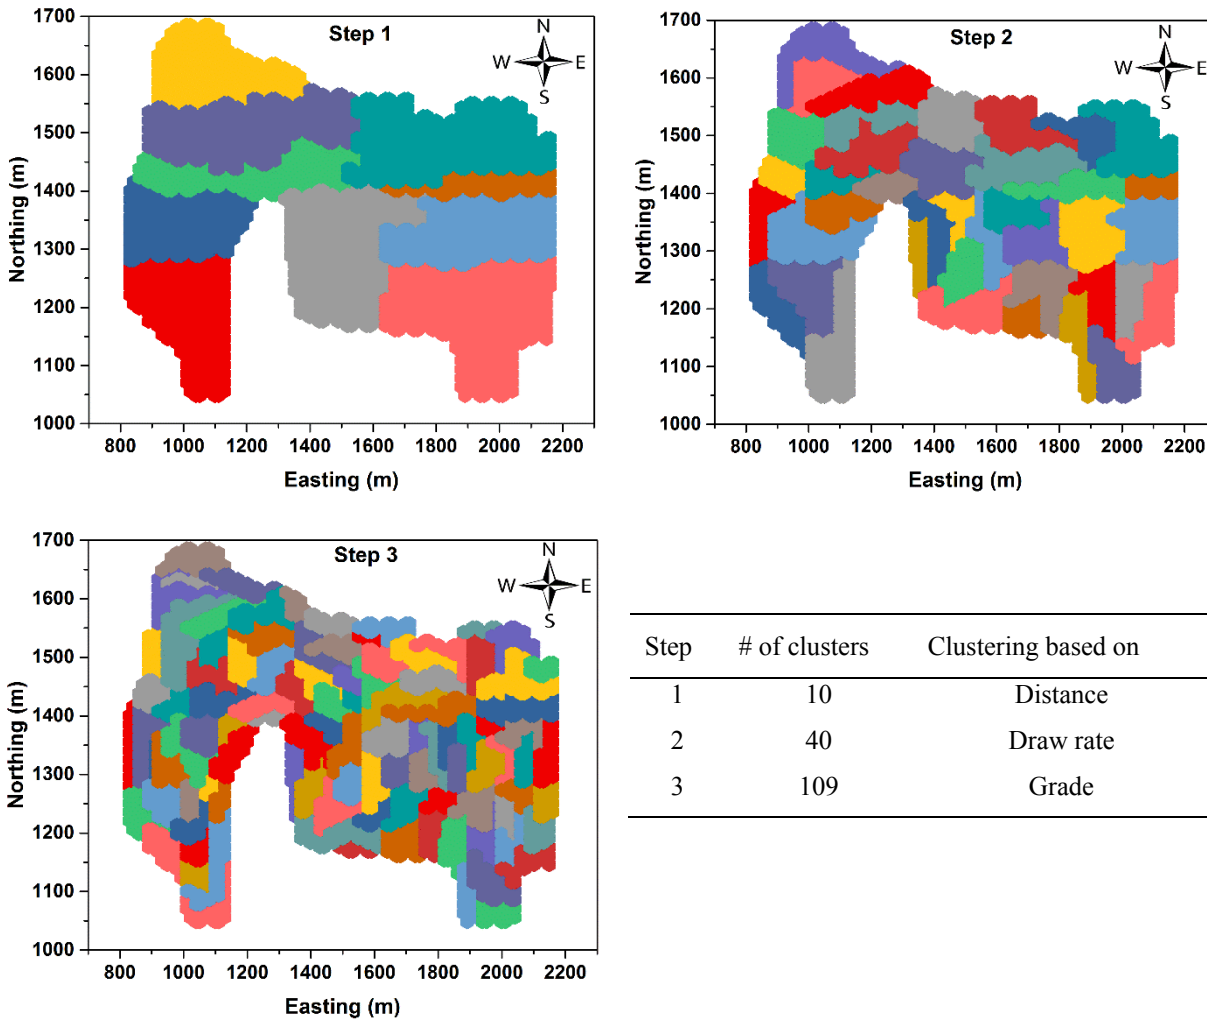 Step 1
N
W E
S
1700
1600
1500
1400
1300
1200
1100
1000
Northing (m)
800 1000 1200 1400 1600 1800 2000 2200
Easting (m)
Step 2
N
W E
S
1700
1600
1500
1400
1300
1200
1100
1000
Northing (m)
800 1000 1200 1400 1600 1800 2000 2200
Easting (m)
Step 3
N
W E
S
1700
1600
1500
1400
1300
1200
1100
1000
Northing (m)
800 1000 1200 1400 1600 1800 2000 2200
Easting (m)
Step # of clusters Clustering based on
1 10 Distance
2 40 Draw rate
3 109 Grade